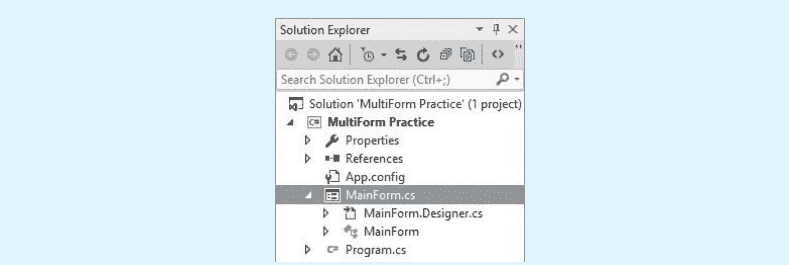 Solution Explorer
Search Solution Explorer (Ctrl+;)
Solution 'MultiForm Practice' (1 project)
C# MultiForm Practice
Properties
References
App.config
MainForm.cs
MainForm.Designer.cs
MainForm
C# Program.cs